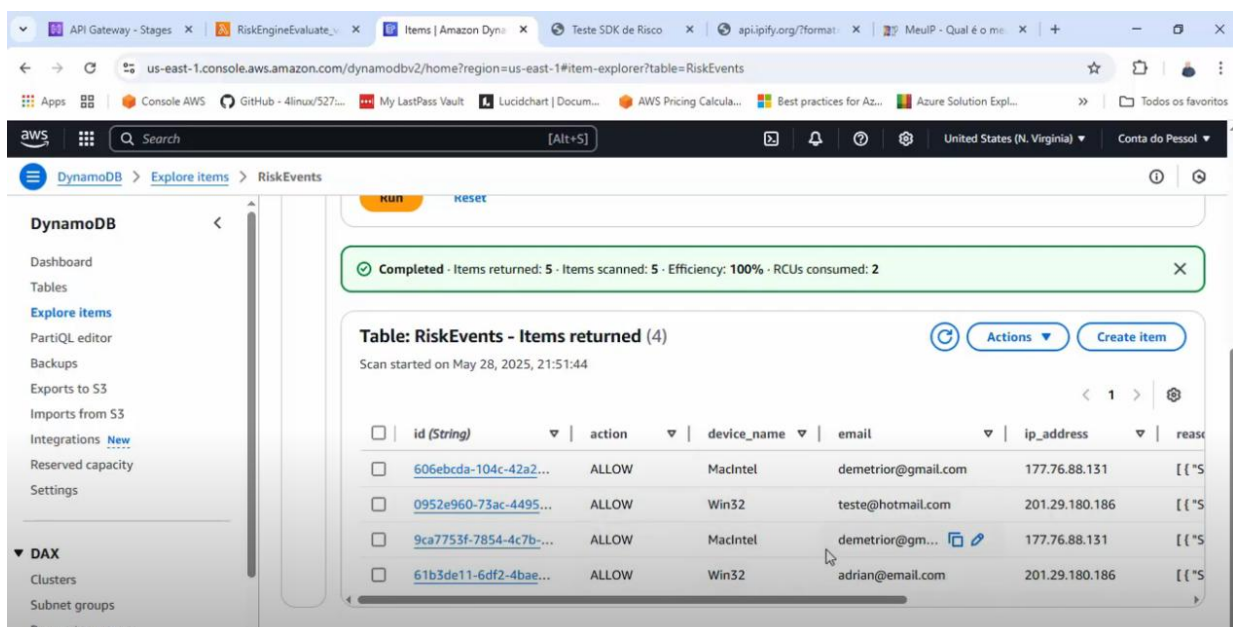 API Gateway - Stages
RiskEngineEvaluate_v
Items | Amazon Dyna
Teste SDK de Risco
api.ipify.org/?format
MeuIP - Qual é o me
us-east-1.console.aws.amazon.com/dynamodbv2/home?region=us-east-1#item-explorer?table=RiskEvents
Apps
Console AWS
GitHub - 4linux/527:...
My LastPass Vault
Lucidchart | Docum...
AWS Pricing Calcula...
Best practices for Az...
Azure Solution Expl...
Todos os favoritos
aws
Search
[Alt+S]
United States (N. Virginia)
Conta do Pessol
DynamoDB > Explore items > RiskEvents
DynamoDB
Dashboard
Tables
Explore items
PartiQL editor
Backups
Exports to S3
Imports from S3
Integrations New
Reserved capacity
Settings
DAX
Clusters
Subnet groups
Run Reset
Completed · Items returned: 5 · Items scanned: 5 · Efficiency: 100% · RCUs consumed: 2
Table: RiskEvents - Items returned (4)
Actions
Create item
Scan started on May 28, 2025, 21:51:44
< 1 >
id (String) action device_name email ip_address reaso
606ebcda-104c-42a2... ALLOW MacIntel demetrior@gmail.com 177.76.88.131 [ { "S
0952e960-73ac-4495... ALLOW Win32 teste@hotmail.com 201.29.180.186 [ { "S
9ca7753f-7854-4c7b-... ALLOW MacIntel demetrior@gm... 177.76.88.131 [ { "S
61b3de11-6df2-4bae... ALLOW Win32 adrian@email.com 201.29.180.186 [ { "S